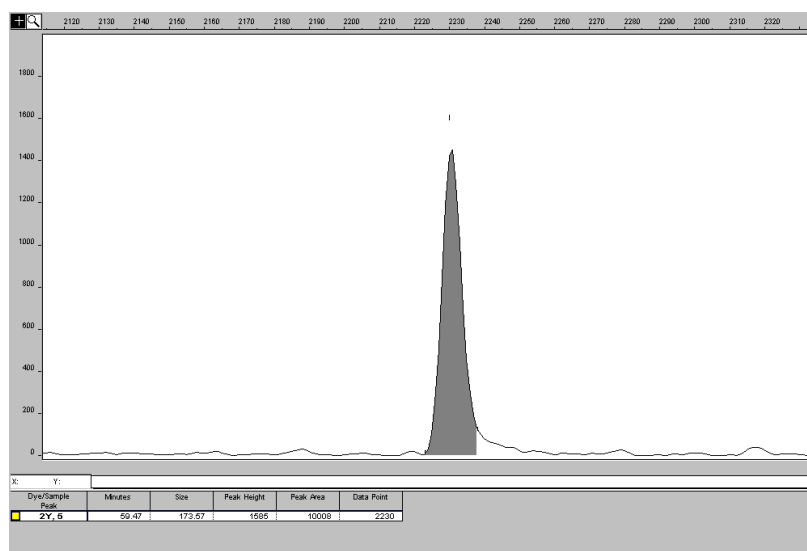 2120 2130 2140 2150 2160 2170 2180 2190 2200 2210 2220 2230 2240 2250 2260 2270 2280 2290 2300 2310 2320
1800
1600
1400
1200
1000
800
600
400
200
0
X: Y:
Dye/Sample Peak Minutes Size Peak Height Peak Area Data Point
2Y, 5 59.47 173.57 1585 10008 2230